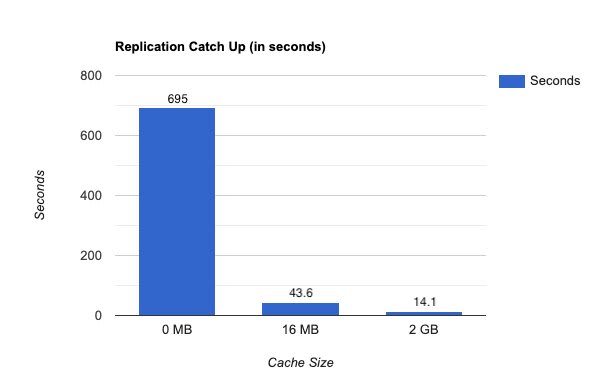 Replication Catch Up (in seconds)
800
600
400
200
0
Seconds
695
43.6
14.1
0 MB
16 MB
2 GB
Cache Size
Seconds